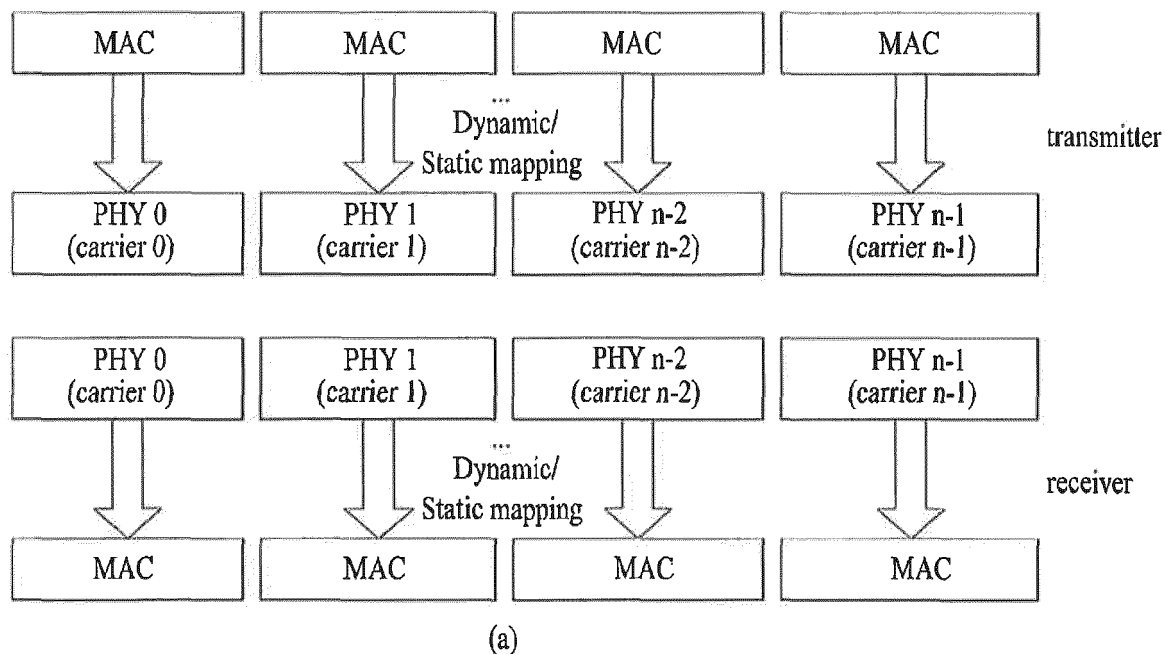 MAC MAC MAC MAC
...
Dynamic/
Static mapping
transmitter
PHY 0 PHY 1 PHY n-2 PHY n-1
(carrier 0) (carrier 1) (carrier n-2) (carrier n-1)
PHY 0 PHY 1 PHY n-2 PHY n-1
(carrier 0) (carrier 1) (carrier n-2) (carrier n-1)
...
Dynamic/
Static mapping
receiver
MAC MAC MAC MAC
(a)